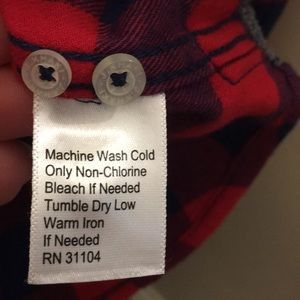 Machine Wash Cold
Only Non-Chlorine
Bleach If Needed
Tumble Dry Low
Warm Iron
If Needed
RN 31104